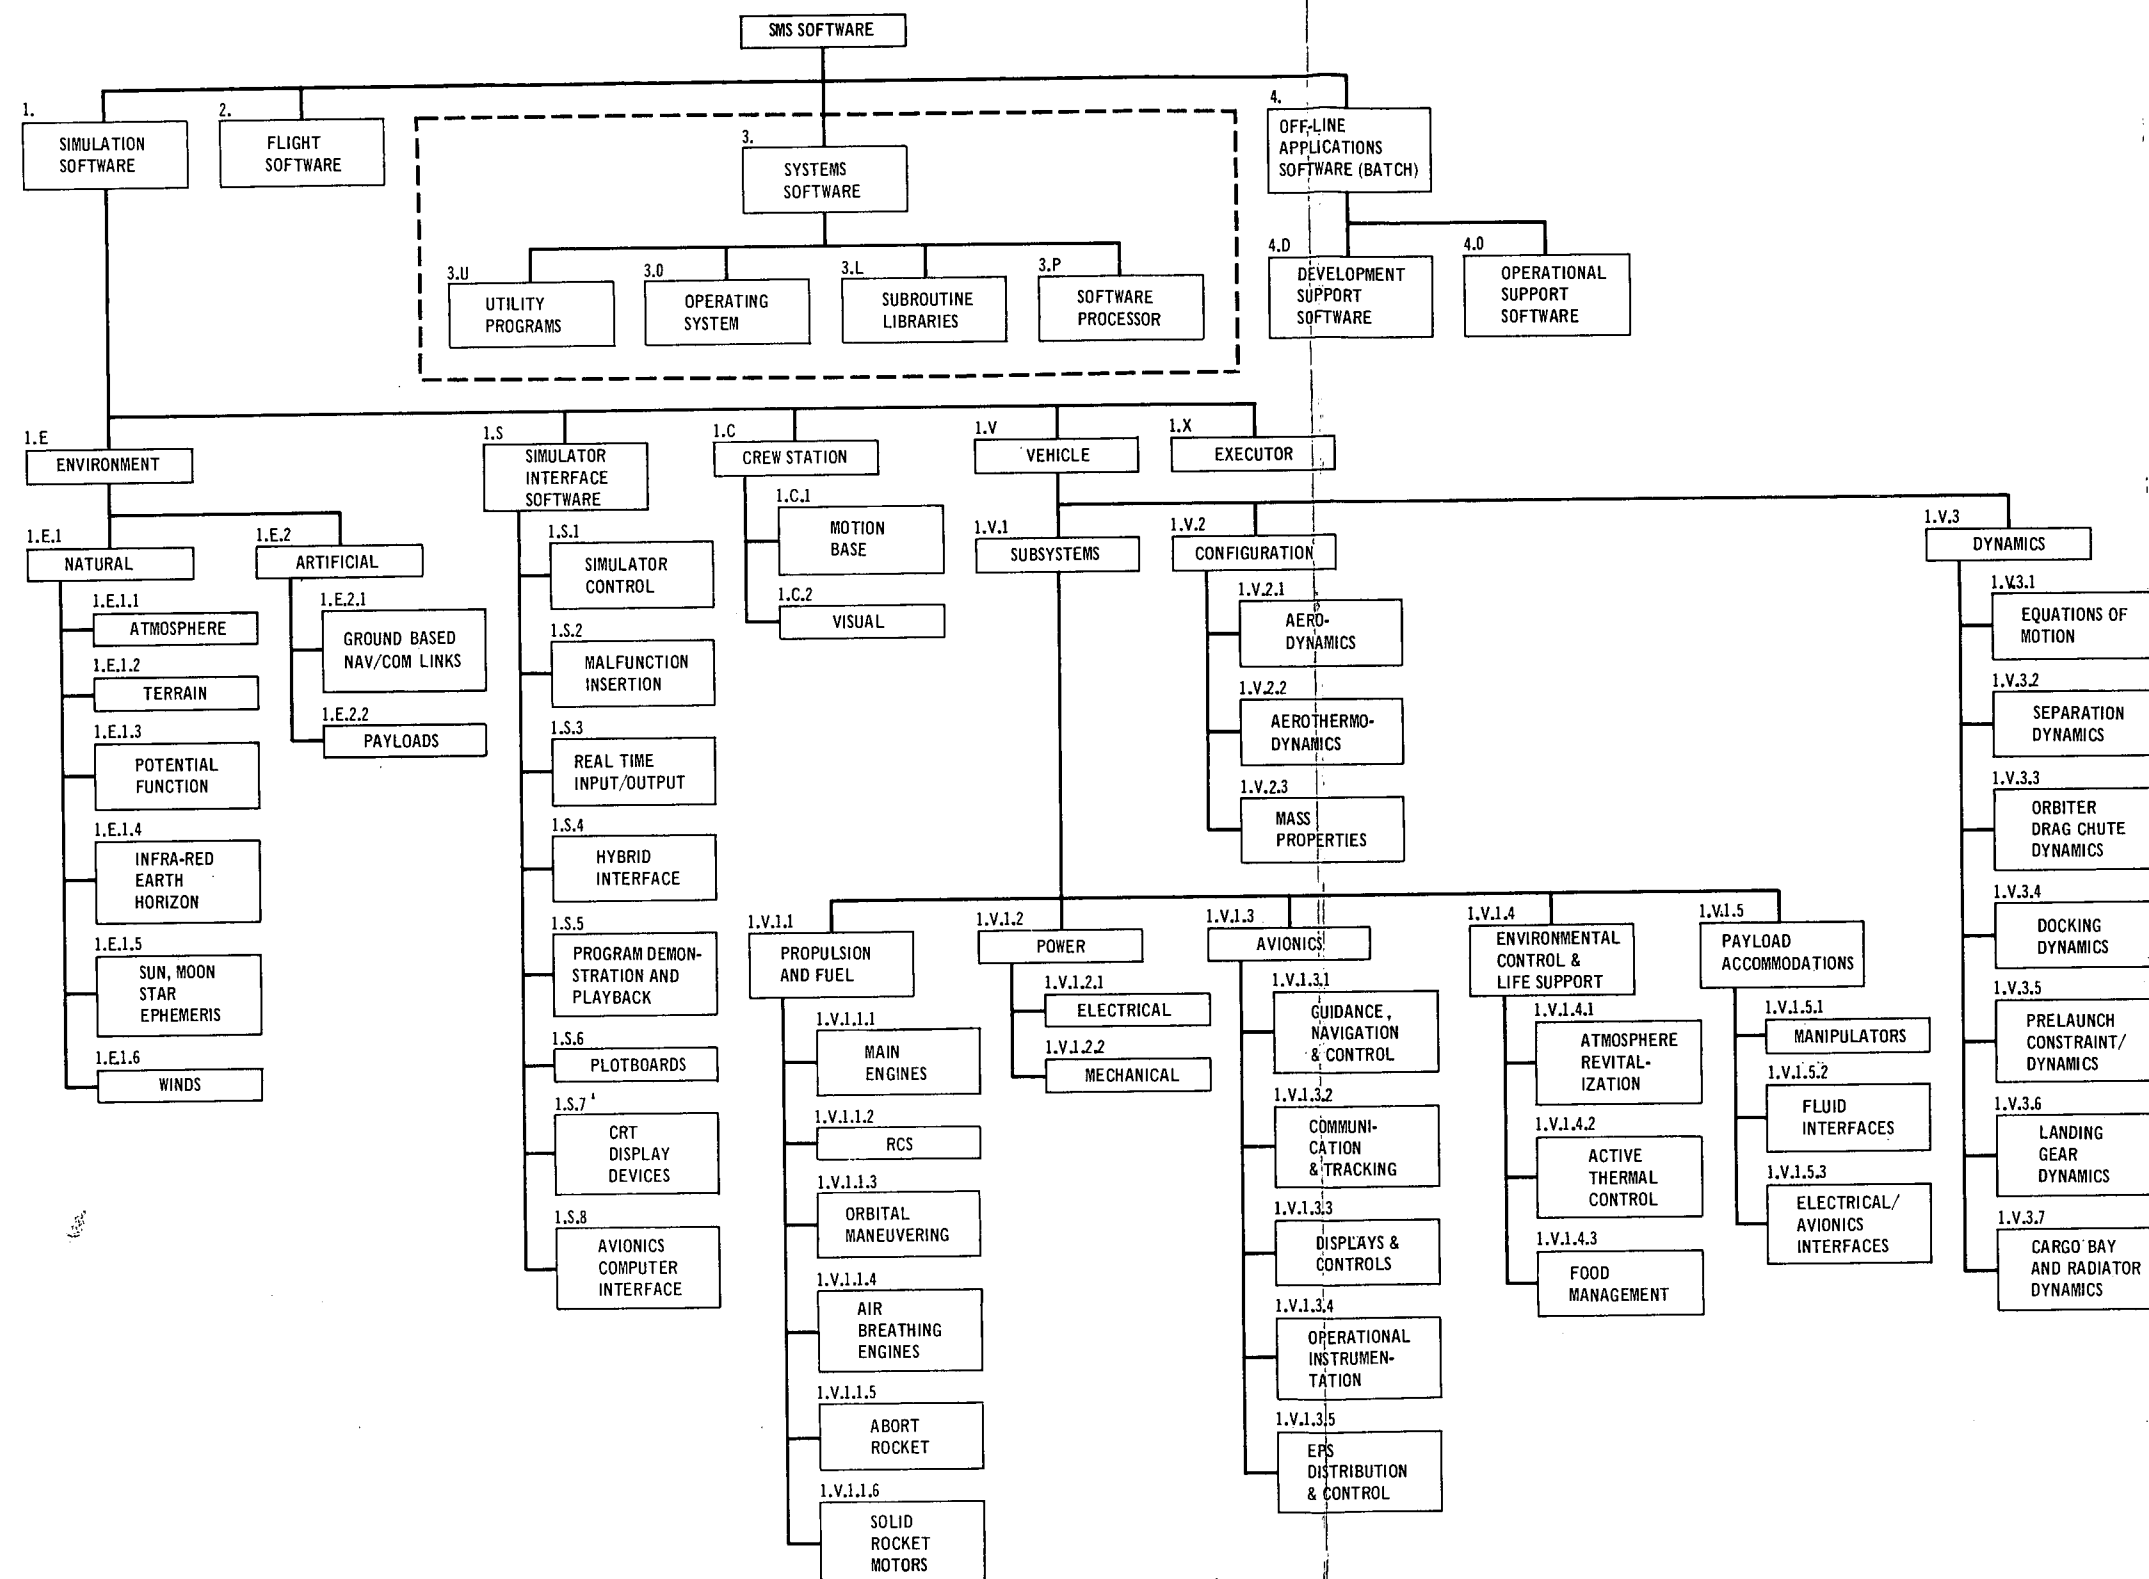 SMS SOFTWARE
1.
SIMULATION
SOFTWARE
2.
FLIGHT
SOFTWARE
3.
SYSTEMS
SOFTWARE
3.U
UTILITY
PROGRAMS
3.0
OPERATING
SYSTEM
3.L
SUBROUTINE
LIBRARIES
3.P
SOFTWARE
PROCESSOR
4.
OFF-LINE
APPLICATIONS
SOFTWARE (BATCH)
4.D
DEVELOPMENT
SUPPORT
SOFTWARE
4.0
OPERATIONAL
SUPPORT
SOFTWARE
1.E
ENVIRONMENT
1.E.1
NATURAL
1.E.1.1
ATMOSPHERE
1.E.1.2
TERRAIN
1.E.1.3
POTENTIAL
FUNCTION
1.E.1.4
INFRA-RED
EARTH
HORIZON
1.E.1.5
SUN, MOON
STAR
EPHEMERIS
1.E.1.6
WINDS
1.E.2
ARTIFICIAL
1.E.2.1
GROUND BASED
NAV/COM LINKS
1.E.2.2
PAYLOADS
1.S
SIMULATOR
INTERFACE
SOFTWARE
1.S.1
SIMULATOR
CONTROL
1.S.2
MALFUNCTION
INSERTION
1.S.3
REAL TIME
INPUT/OUTPUT
1.S.4
HYBRID
INTERFACE
1.S.5
PROGRAM DEMON-
STRATION AND
PLAYBACK
1.S.6
PLOTBOARDS
1.S.7
CRT
DISPLAY
DEVICES
1.S.8
AVIONICS
COMPUTER
INTERFACE
1.C
CREW STATION
1.C.1
MOTION
BASE
1.C.2
VISUAL
1.V
VEHICLE
1.X
EXECUTOR
1.V.1
SUBSYSTEMS
1.V.2
CONFIGURATION
1.V.2.1
AERO-
DYNAMICS
1.V.2.2
AEROTHERMO-
DYNAMICS
1.V.2.3
MASS
PROPERTIES
1.V.3
DYNAMICS
1.V.3.1
EQUATIONS OF
MOTION
1.V.3.2
SEPARATION
DYNAMICS
1.V.3.3
ORBITER
DRAG CHUTE
DYNAMICS
1.V.3.4
DOCKING
DYNAMICS
1.V.3.5
PRELAUNCH
CONSTRAINT/
DYNAMICS
1.V.3.6
LANDING
GEAR
DYNAMICS
1.V.3.7
CARGO BAY
AND RADIATOR
DYNAMICS
1.V.1.1
PROPULSION
AND FUEL
1.V.1.1.1
MAIN
ENGINES
1.V.1.1.2
RCS
1.V.1.1.3
ORBITAL
MANEUVERING
1.V.1.1.4
AIR
BREATHING
ENGINES
1.V.1.1.5
ABORT
ROCKET
1.V.1.1.6
SOLID
ROCKET
MOTORS
1.V.1.2
POWER
1.V.1.2.1
ELECTRICAL
1.V.1.2.2
MECHANICAL
1.V.1.3
AVIONICS
1.V.1.3.1
GUIDANCE,
NAVIGATION
& CONTROL
1.V.1.3.2
COMMUNI-
CATION
& TRACKING
1.V.1.3.3
DISPLAYS &
CONTROLS
1.V.1.3.4
OPERATIONAL
INSTRUMEN-
TATION
1.V.1.3.5
EPS
DISTRIBUTION
& CONTROL
1.V.1.4
ENVIRONMENTAL
CONTROL &
LIFE SUPPORT
1.V.1.4.1
ATMOSPHERE
REVITAL-
IZATION
1.V.1.4.2
ACTIVE
THERMAL
CONTROL
1.V.1.4.3
FOOD
MANAGEMENT
1.V.1.5
PAYLOAD
ACCOMMODATIONS
1.V.1.5.1
MANIPULATORS
1.V.1.5.2
FLUID
INTERFACES
1.V.1.5.3
ELECTRICAL/
AVIONICS
INTERFACES